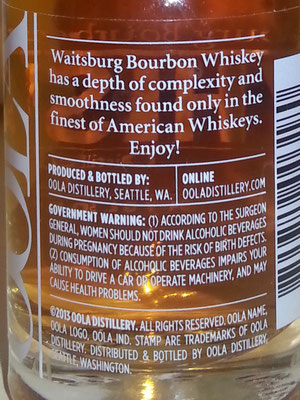 Waitsburg Bourbon Whiskey
has a depth of complexity and
smoothness found only in the
finest of American Whiskeys.
Enjoy!
PRODUCED & BOTTLED BY:
OOLA DISTILLERY, SEATTLE, WA.
ONLINE
OOLADISTILLERY.COM
GOVERNMENT WARNING: (1) ACCORDING TO THE SURGEON
GENERAL, WOMEN SHOULD NOT DRINK ALCOHOLIC BEVERAGES
DURING PREGNANCY BECAUSE OF THE RISK OF BIRTH DEFECTS.
(2) CONSUMPTION OF ALCOHOLIC BEVERAGES IMPAIRS YOUR
ABILITY TO DRIVE A CAR OR OPERATE MACHINERY, AND MAY
CAUSE HEALTH PROBLEMS.
©2013 OOLA DISTILLERY. ALL RIGHTS RESERVED. OOLA NAME,
OOLA LOGO, OOLA IND. STAMP ARE TRADEMARKS OF OOLA
DISTILLERY. DISTRIBUTED & BOTTLED BY OOLA DISTILLERY,
SEATTLE, WASHINGTON.